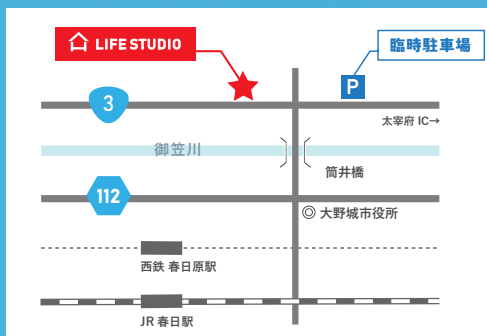 LIFE STUDIO
臨時駐車場
P
3
太宰府 IC→
御笠川
筒井橋
112
◎ 大野城市役所
西鉄 春日原駅
JR 春日駅